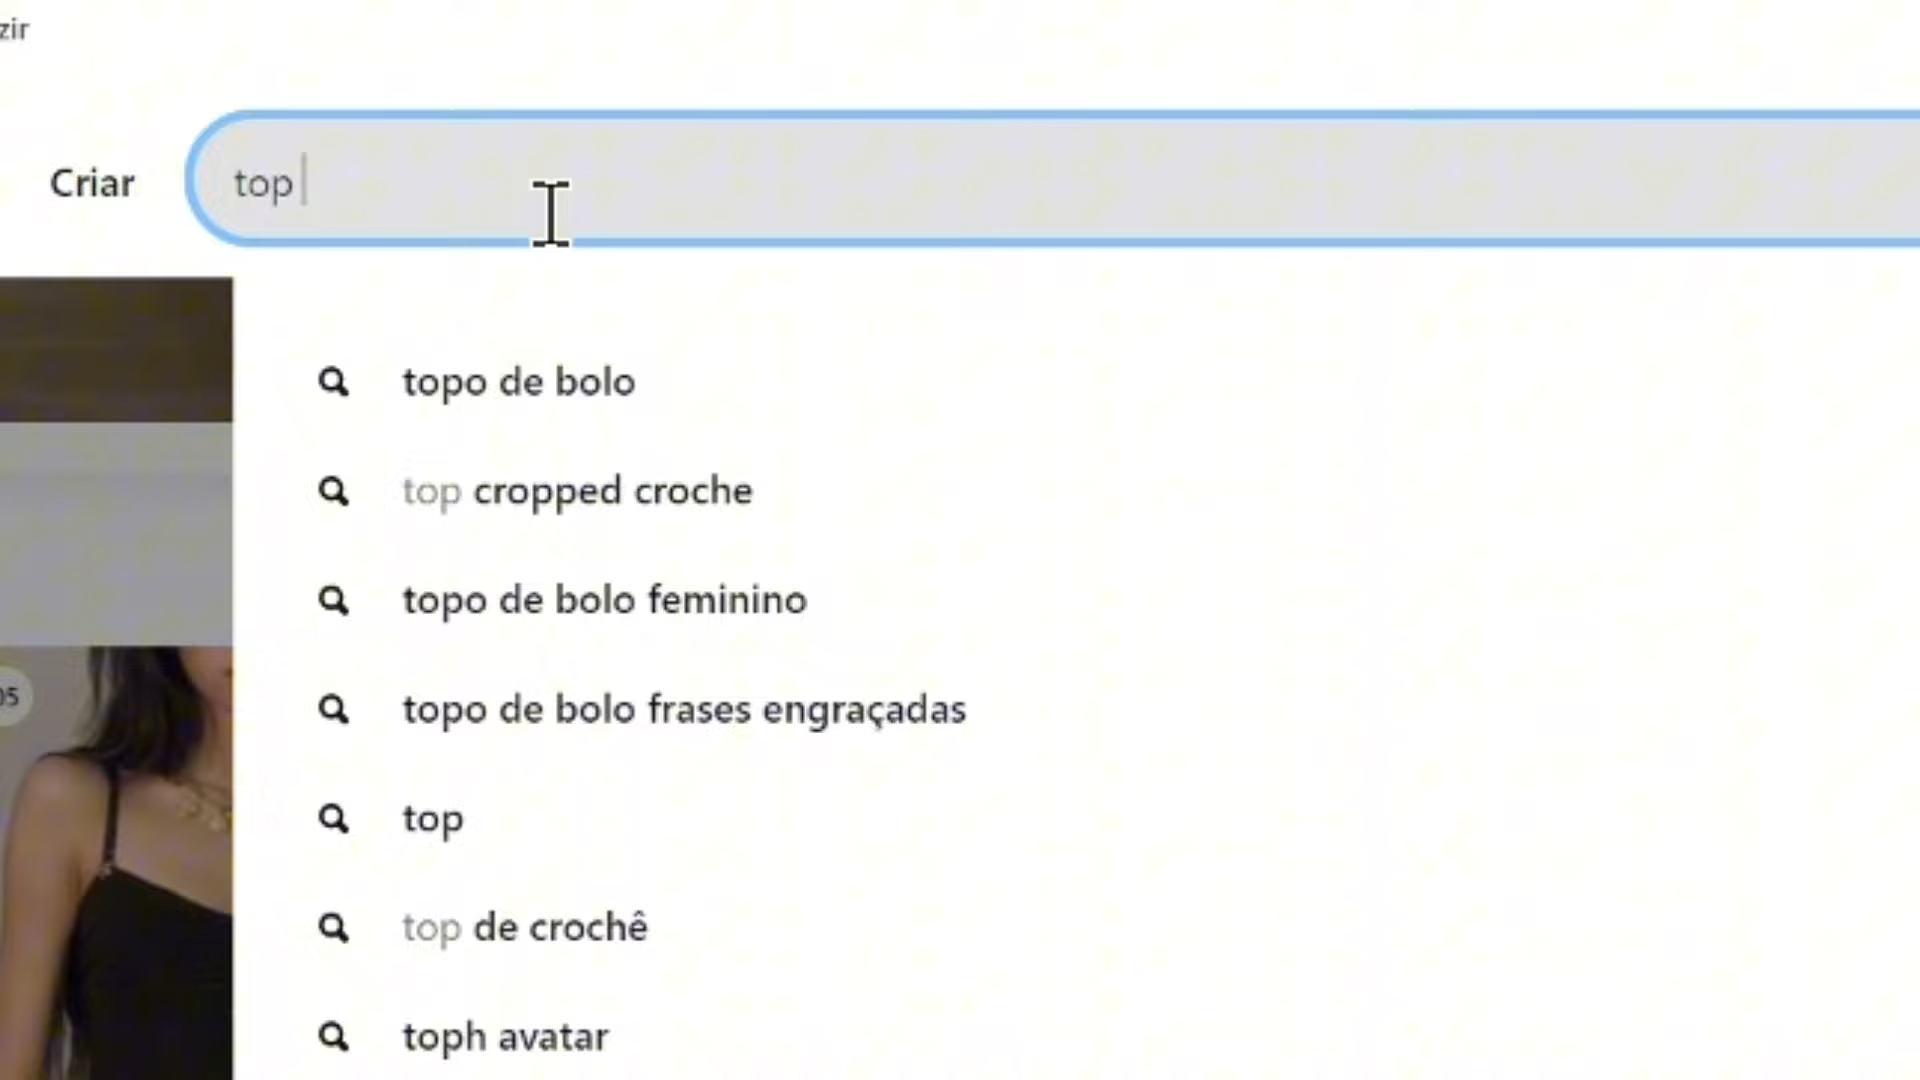 zir
Criar
top
topo de bolo
top cropped croche
topo de bolo feminino
topo de bolo frases engraçadas
top
05
top de crochê
toph avatar